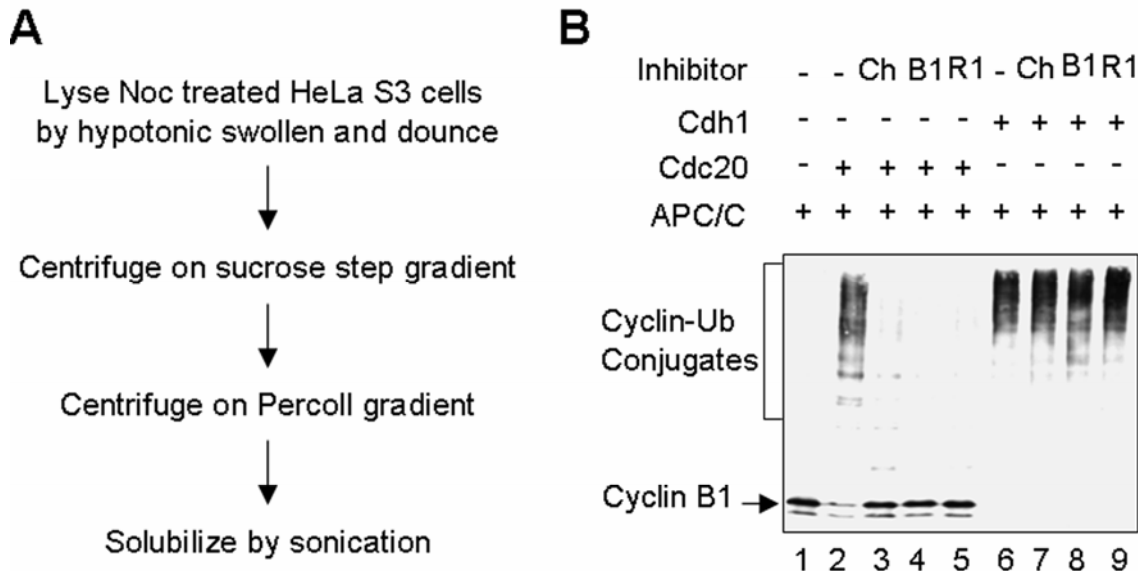 A
Lyse Noc treated HeLa S3 cells
by hypotonic swollen and dounce
Centrifuge on sucrose step gradient
Centrifuge on Percoll gradient
Solubilize by sonication
B
Inhibitor - - Ch B1 R1 - Ch B1 R1
Cdh1 - - - - - + + + +
Cdc20 - + + + + - - - -
APC/C + + + + + + + + +
Cyclin-Ub
Conjugates
Cyclin B1
1 2 3 4 5 6 7 8 9